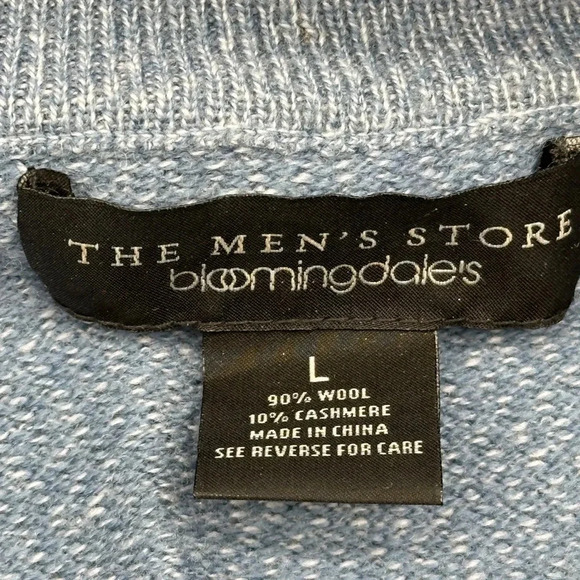 THE MEN'S STORE
bloomingdale's
L
90% WOOL
10% CASHMERE
MADE IN CHINA
SEE REVERSE FOR CARE